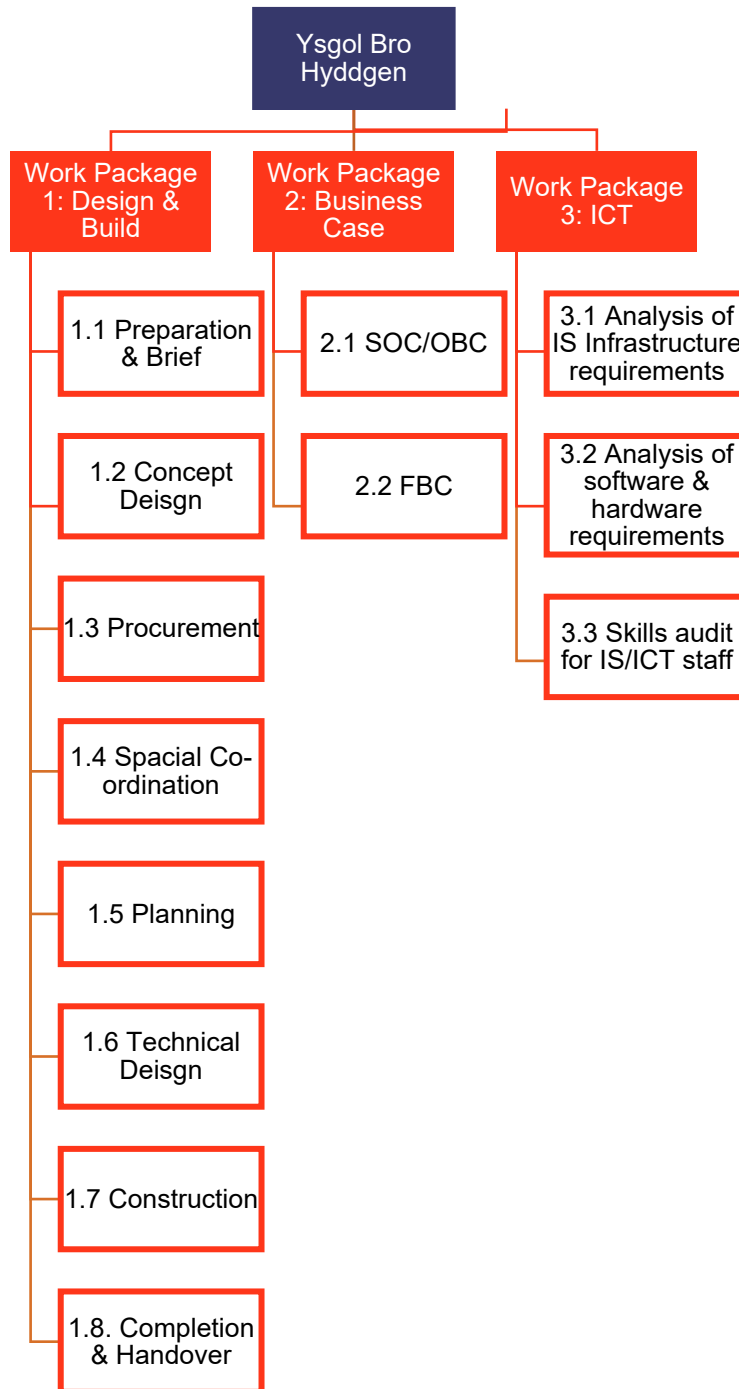 Ysgol Bro
Hyddgen
Work Package
1: Design &
Build
Work Package
2: Business
Case
Work Package
3: ICT
1.1 Preparation
& Brief
1.2 Concept
Deisgn
1.3 Procurement
1.4 Spacial Co-
ordination
1.5 Planning
1.6 Technical
Deisgn
1.7 Construction
1.8. Completion
& Handover
2.1 SOC/OBC
2.2 FBC
3.1 Analysis of
IS Infrastructure
requirements
3.2 Analysis of
software &
hardware
requirements
3.3 Skills audit
for IS/ICT staff